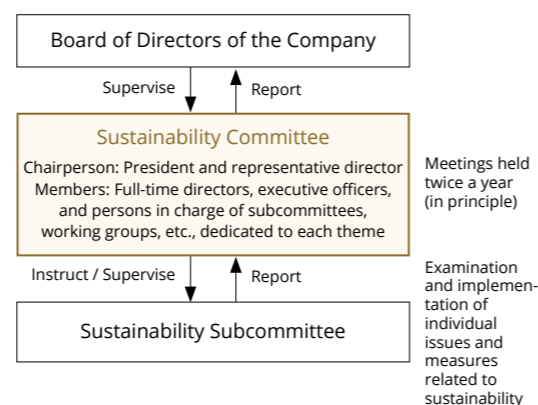 Board of Directors of the Company
Supervise
Report
Sustainability Committee
Chairperson: President and representative director
Members: Full-time directors, executive officers,
and persons in charge of subcommittees,
working groups, etc., dedicated to each theme
Meetings held
twice a year
(in principle)
Instruct / Supervise
Report
Sustainability Subcommittee
Examination
and implemen-
tation of
individual
issues and
measures
related to
sustainability